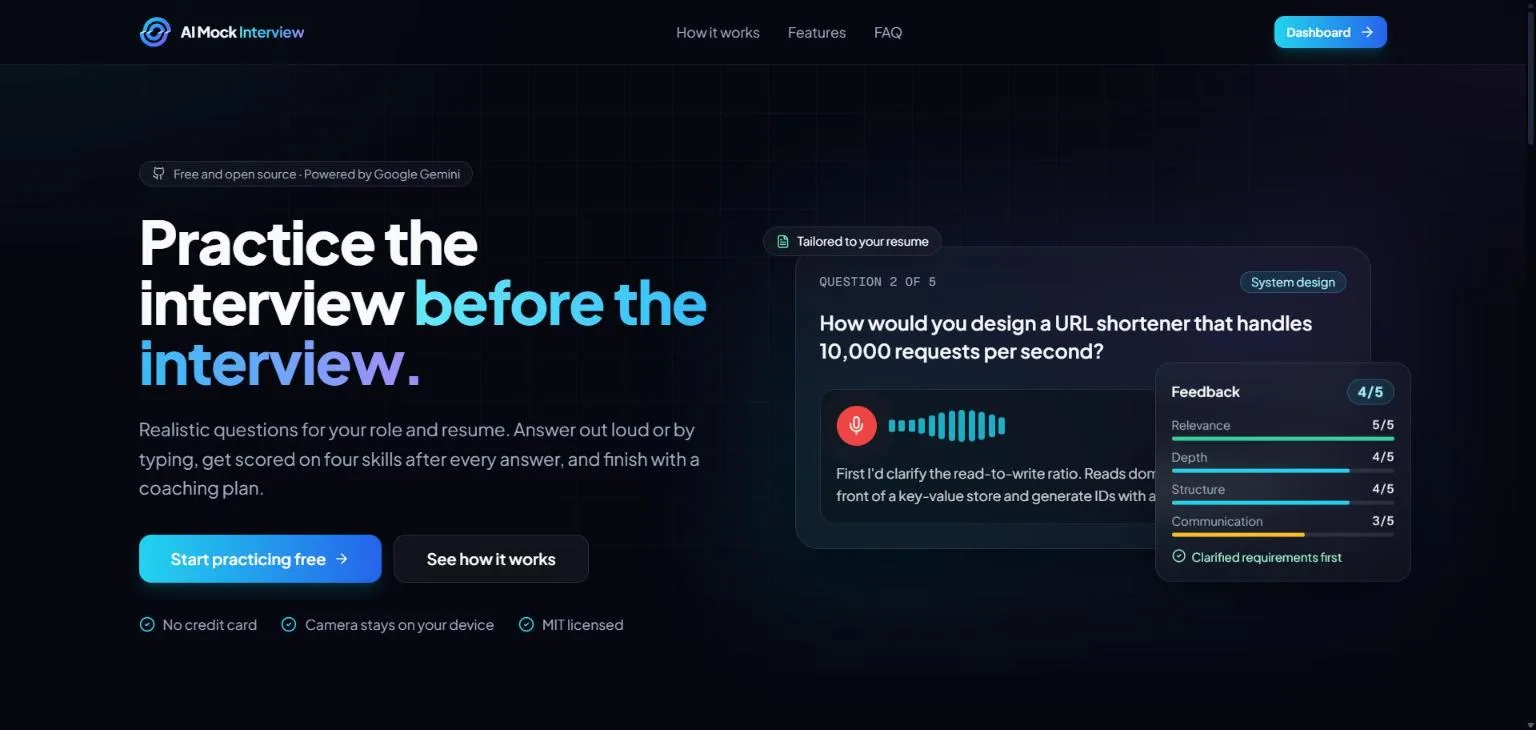 AI Mock Interview
How it works
Features
FAQ
Dashboard
Free and open source · Powered by Google Gemini
Practice the
interview before the
interview.
Realistic questions for your role and resume. Answer out loud or by
typing, get scored on four skills after every answer, and finish with a
coaching plan.
Start practicing free
See how it works
No credit card
Camera stays on your device
MIT licensed
Tailored to your resume
QUESTION 2 OF 5
System design
How would you design a URL shortener that handles
10,000 requests per second?
First I'd clarify the read-to-write ratio. Reads dom
front of a key-value store and generate IDs with a
Feedback
4/5
Relevance 5/5
Depth 4/5
Structure 4/5
Communication 3/5
Clarified requirements first